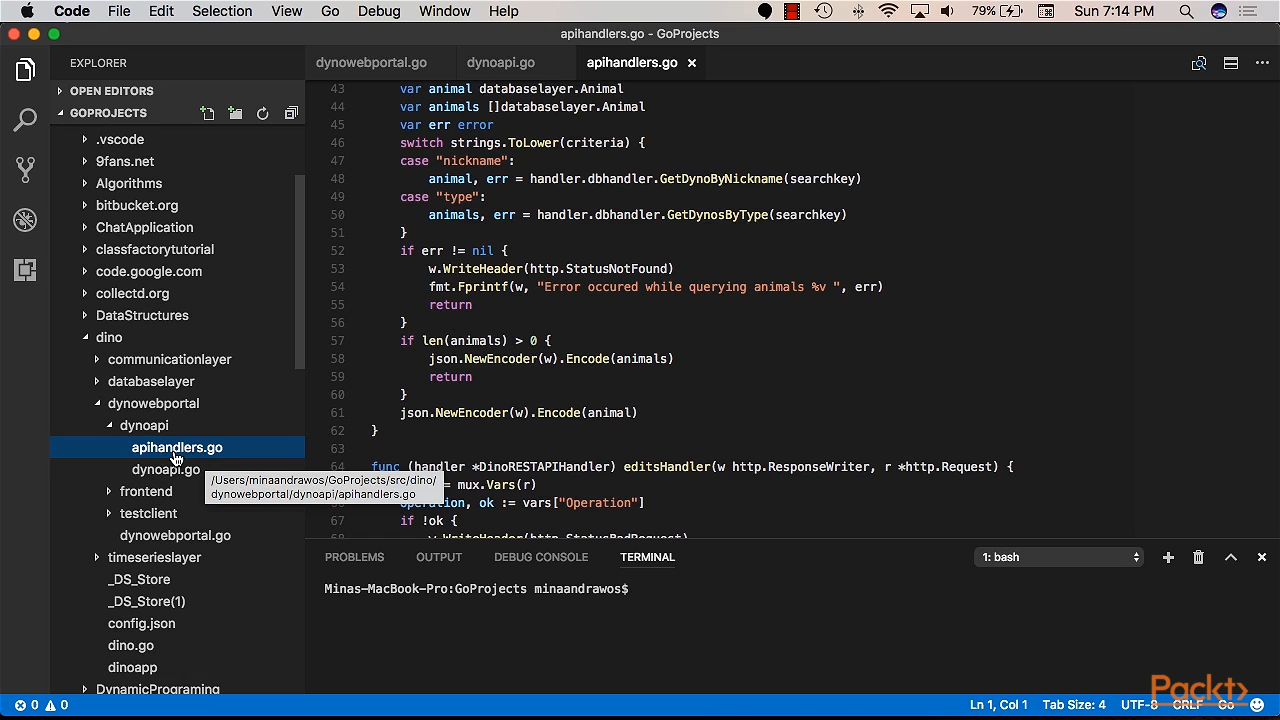 Code File Edit Selection View Go Debug Window Help 79% Sun 7:14 PM
apihandlers.go - GoProjects
EXPLORER
OPEN EDITORS
GOPROJECTS
.vscode
9fans.net
Algorithms
bitbucket.org
ChatApplication
classfactorytutorial
code.google.com
collectd.org
DataStructures
dino
communicationlayer
databaselayer
dynowebportal
dynoapi
apihandlers.go
dynoapi.go
frontend
testclient
dynowebportal.go
timeserieslayer
_DS_Store
_DS_Store(1)
config.json
dino.go
dinoapp
DynamicPrograming
/Users/minaandrawos/GoProjects/src/dino/
dynowebportal/dynoapi/apihandlers.go
dynowebportal.go dynoapi.go apihandlers.go
43 var animal databaselayer.Animal
44 var animals []databaselayer.Animal
45 var err error
46 switch strings.ToLower(criteria) {
47 case "nickname":
48 animal, err = handler.dbhandler.GetDynoByNickname(searchkey)
49 case "type":
50 animals, err = handler.dbhandler.GetDynosByType(searchkey)
51 }
52 if err != nil {
53 w.WriteHeader(http.StatusNotFound)
54 fmt.Fprintf(w, "Error occured while querying animals %v ", err)
55 return
56 }
57 if len(animals) > 0 {
58 json.NewEncoder(w).Encode(animals)
59 return
60 }
61 json.NewEncoder(w).Encode(animal)
62 }
63
64 func (handler *DinoRESTAPIHandler) editsHandler(w http.ResponseWriter, r *http.Request) {
= mux.Vars(r)
operation, ok := vars["Operation"]
67 if !ok {
68 w.WriteHeader(http.StatusBadRequest)
PROBLEMS OUTPUT DEBUG CONSOLE TERMINAL 1: bash
Minas-MacBook-Pro:GoProjects minaandrawos$
Packt>
0 0 Ln 1, Col 1 Tab Size: 4 UTF-8 CRLF Go